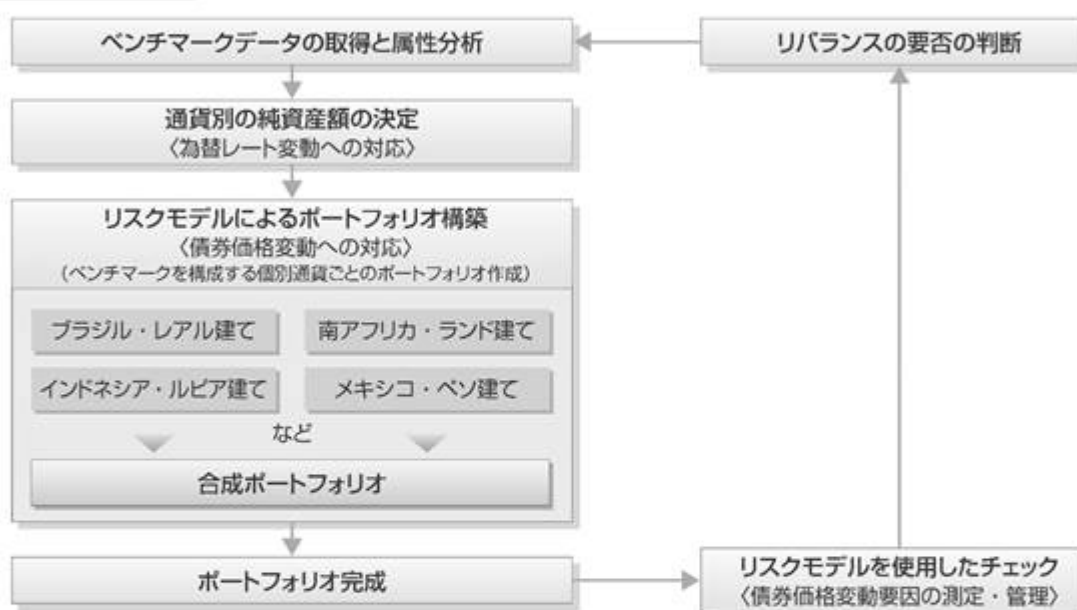 ベンチマークデータの取得と属性分析
リバランスの要否の判断
通貨別の純資産額の決定
〈為替レート変動への対応〉
リスクモデルによるポートフォリオ構築
〈債券価格変動への対応〉
(ベンチマークを構成する個別通貨ごとのポートフォリオ作成)
ブラジル・レアル建て
南アフリカ・ランド建て
インドネシア・ルピア建て
メキシコ・ペソ建て
など
合成ポートフォリオ
ポートフォリオ完成
リスクモデルを使用したチェック
〈債券価格変動要因の測定・管理〉